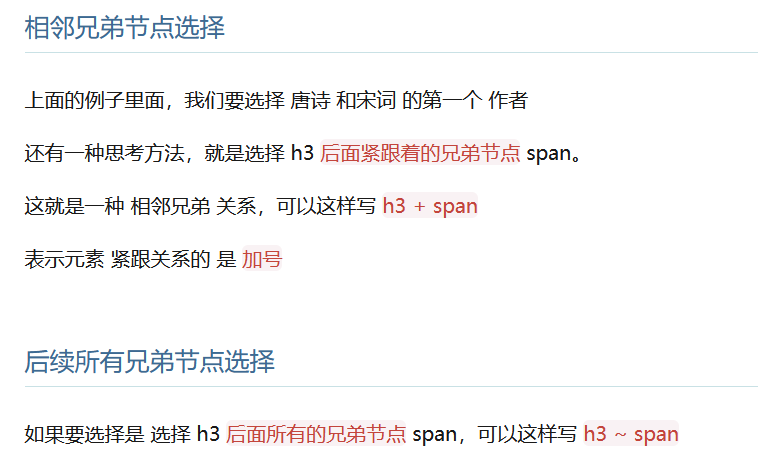 相邻兄弟节点选择
上面的例子里面，我们要选择 唐诗 和宋词 的第一个 作者
还有一种思考方法，就是选择 h3 后面紧跟着的兄弟节点 span。
这就是一种 相邻兄弟 关系，可以这样写 h3 + span
表示元素 紧跟关系的 是 加号
后续所有兄弟节点选择
如果要选择是 选择 h3 后面所有的兄弟节点 span，可以这样写 h3 ~ span